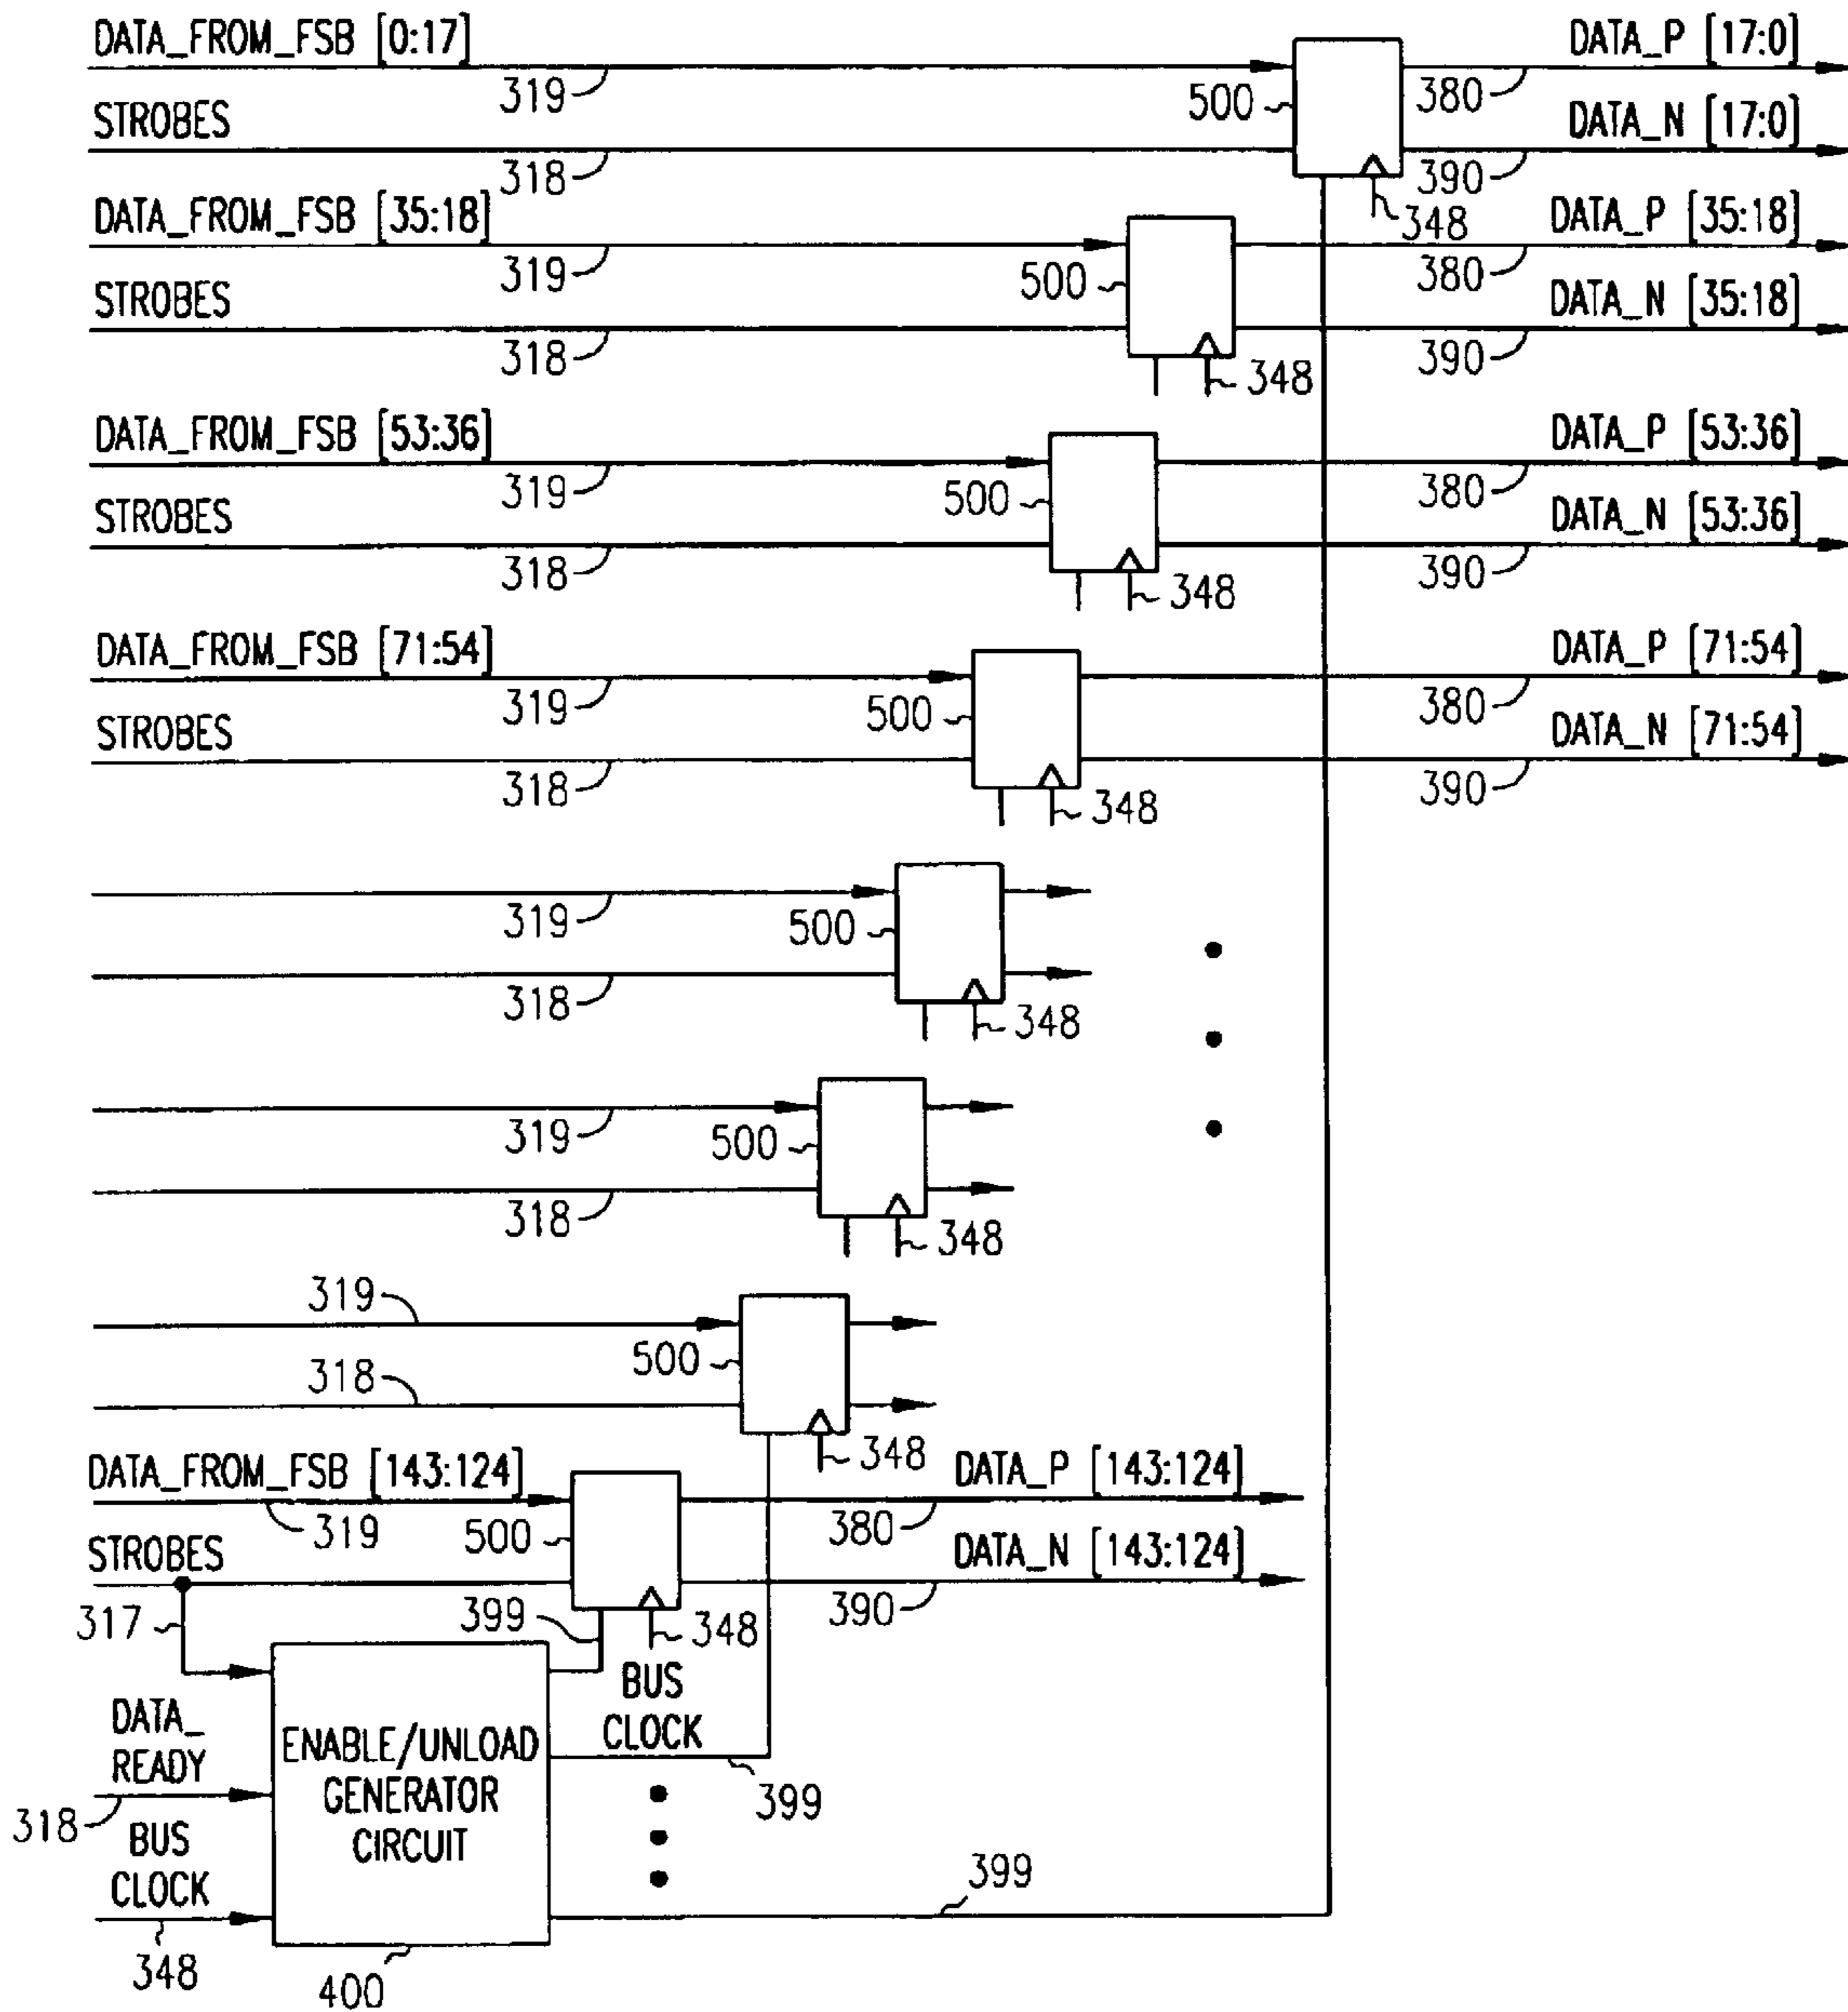 DATA_FROM_FSB [0:17]
DATA_P [17:0]
319
500
380
STROBES
DATA_N [17:0]
318
390
DATA_FROM_FSB [35:18]
348
DATA_P [35:18]
319
500
380
STROBES
DATA_N [35:18]
318
348
390
DATA_FROM_FSB [53:36]
DATA_P [53:36]
319
500
380
STROBES
DATA_N [53:36]
318
348
390
DATA_FROM_FSB [71:54]
DATA_P [71:54]
319
500
380
STROBES
DATA_N [71:54]
318
348
390
319
500
318
348
319
500
318
348
319
500
318
348
DATA_FROM_FSB [143:124]
DATA_P [143:124]
319
500
380
STROBES
DATA_N [143:124]
317
399
348
390
BUS
CLOCK
399
DATA_
READY
318
BUS
CLOCK
348
ENABLE/UNLOAD
GENERATOR
CIRCUIT
399
400